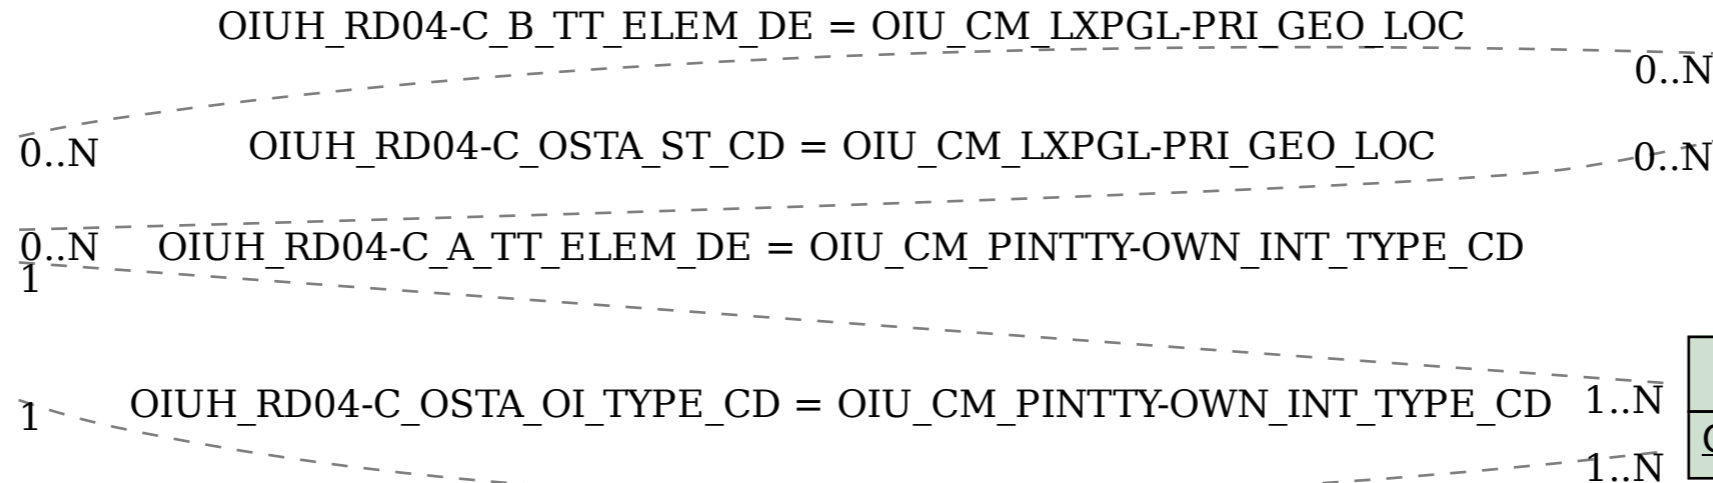 OIUH_RD04-C_B_TT_ELEM_DE = OIU_CM_LXPGL-PRI_GEO_LOC
0..N
0..N
OIUH_RD04-C_OSTA_ST_CD = OIU_CM_LXPGL-PRI_GEO_LOC
0..N
0..N
OIUH_RD04-C_A_TT_ELEM_DE = OIU_CM_PINTTY-OWN_INT_TYPE_CD
1
1..N
OIUH_RD04-C_OSTA_OI_TYPE_CD = OIU_CM_PINTTY-OWN_INT_TYPE_CD
1
1..N